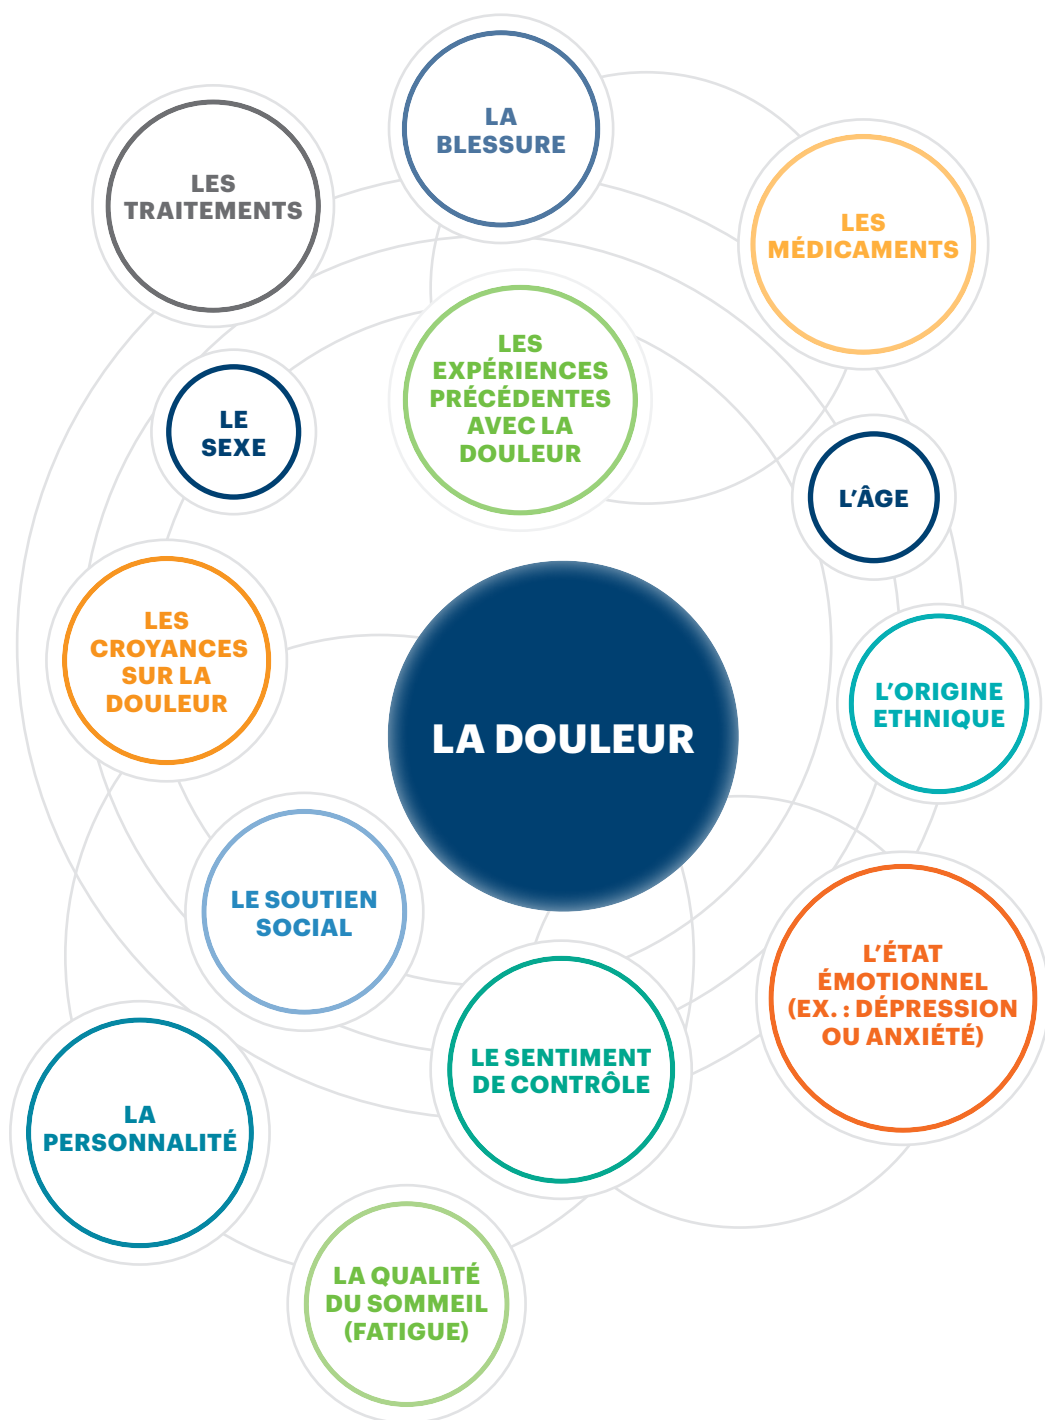 LA
BLESSURE
LES
TRAITEMENTS
LES
MÉDICAMENTS
LES
EXPÉRIENCES
PRÉCÉDENTES
AVEC LA
DOULEUR
LE
SEXE
L’ÂGE
LES
CROYANCES
SUR LA
DOULEUR
L’ORIGINE
ETHNIQUE
LA DOULEUR
LE SOUTIEN
SOCIAL
L’ÉTAT
ÉMOTIONNEL
(EX. : DÉPRESSION
OU ANXIÉTÉ)
LE SENTIMENT
DE CONTRÔLE
LA
PERSONNALITÉ
LA QUALITÉ
DU SOMMEIL
(FATIGUE)